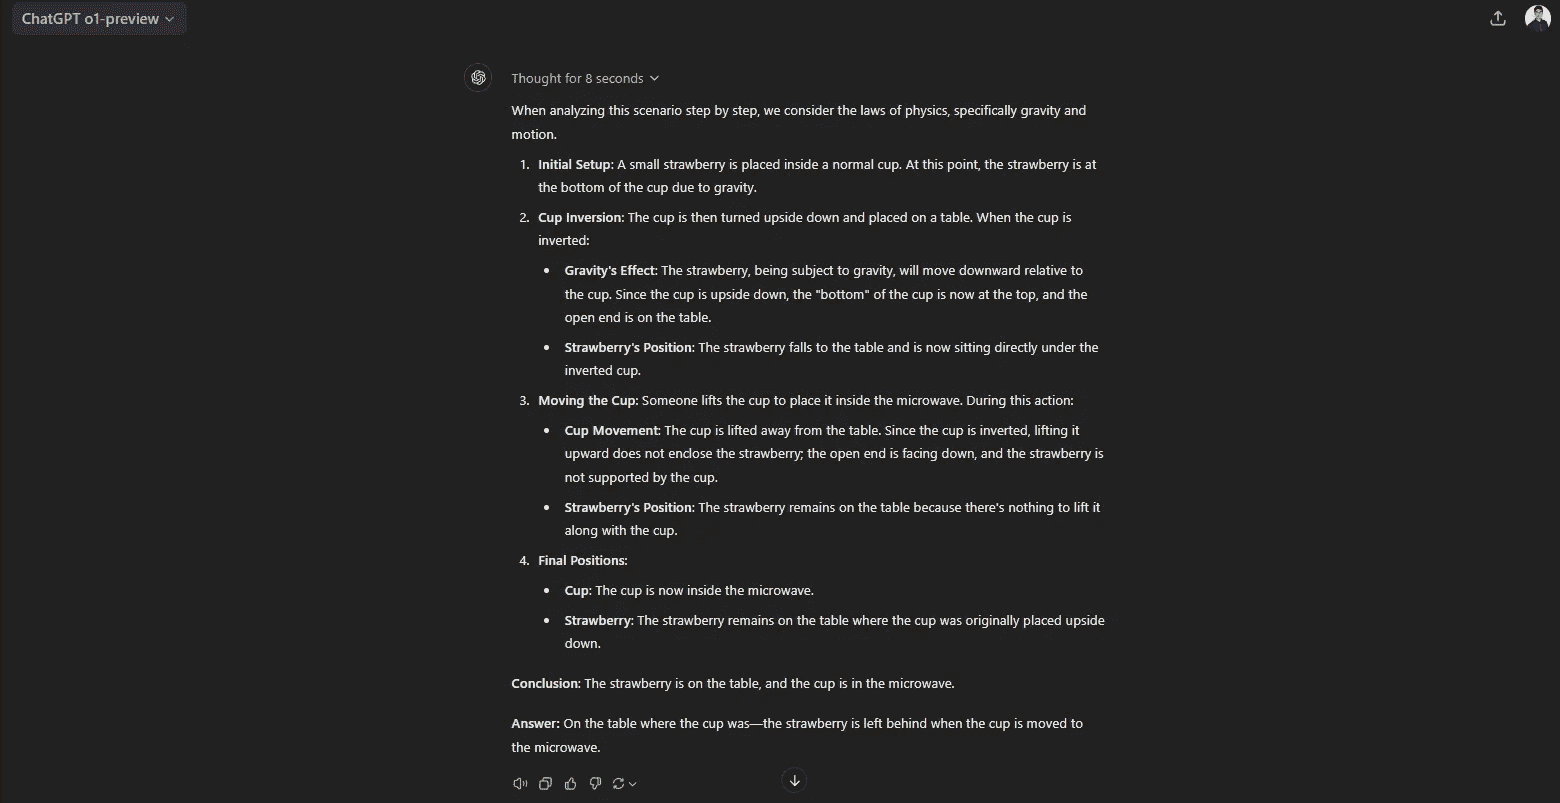 ChatGPT o1-preview
Thought for 8 seconds
When analyzing this scenario step by step, we consider the laws of physics, specifically gravity and
motion.
1. Initial Setup: A small strawberry is placed inside a normal cup. At this point, the strawberry is at
the bottom of the cup due to gravity.
2. Cup Inversion: The cup is then turned upside down and placed on a table. When the cup is
inverted:
• Gravity's Effect: The strawberry, being subject to gravity, will move downward relative to
the cup. Since the cup is upside down, the "bottom" of the cup is now at the top, and the
open end is on the table.
• Strawberry's Position: The strawberry falls to the table and is now sitting directly under the
inverted cup.
3. Moving the Cup: Someone lifts the cup to place it inside the microwave. During this action:
• Cup Movement: The cup is lifted away from the table. Since the cup is inverted, lifting it
upward does not enclose the strawberry; the open end is facing down, and the strawberry is
not supported by the cup.
• Strawberry's Position: The strawberry remains on the table because there's nothing to lift it
along with the cup.
4. Final Positions:
• Cup: The cup is now inside the microwave.
• Strawberry: The strawberry remains on the table where the cup was originally placed upside
down.
Conclusion: The strawberry is on the table, and the cup is in the microwave.
Answer: On the table where the cup was—the strawberry is left behind when the cup is moved to
the microwave.